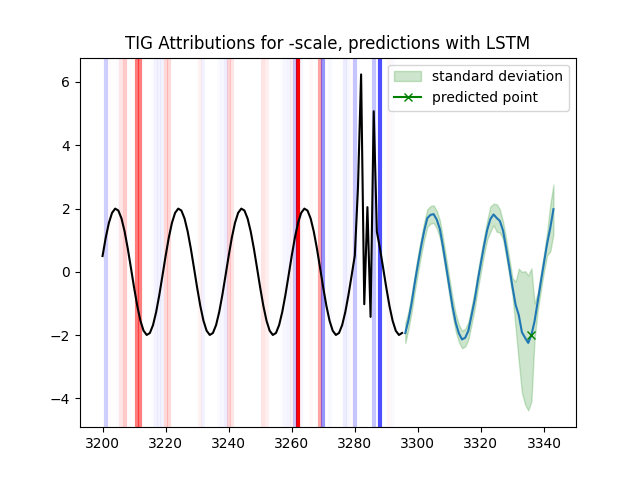 TIG Attributions for -scale, predictions with LSTM
standard deviation
predicted point
6
4
2
0
−2
−4
3200 3220 3240 3260 3280 3300 3320 3340